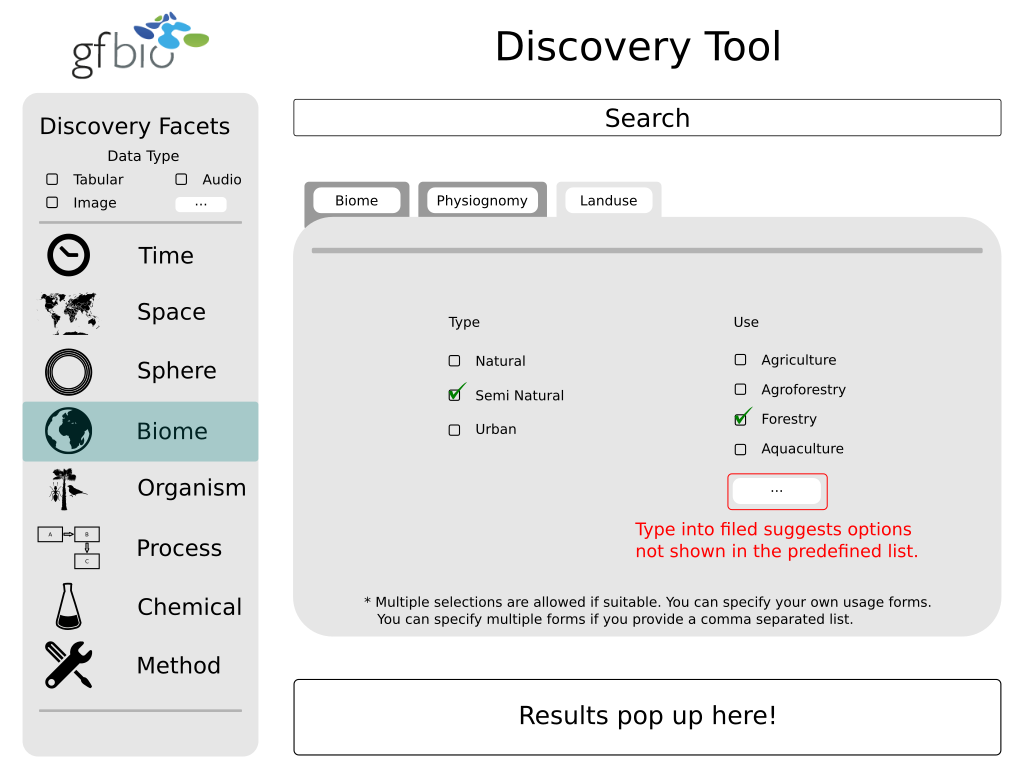 gfbio
Discovery Tool
Discovery Facets
Data Type
Tabular
Audio
Image
...
Time
Space
Sphere
Biome
Organism
A
B
C
Process
Chemical
Method
Search
Biome
Physiognomy
Landuse
Type
Natural
Semi Natural
Urban
Use
Agriculture
Agroforestry
Forestry
Aquaculture
...
Type into filed suggests options
not shown in the predefined list.
* Multiple selections are allowed if suitable. You can specify your own usage forms.
You can specify multiple forms if you provide a comma separated list.
Results pop up here!